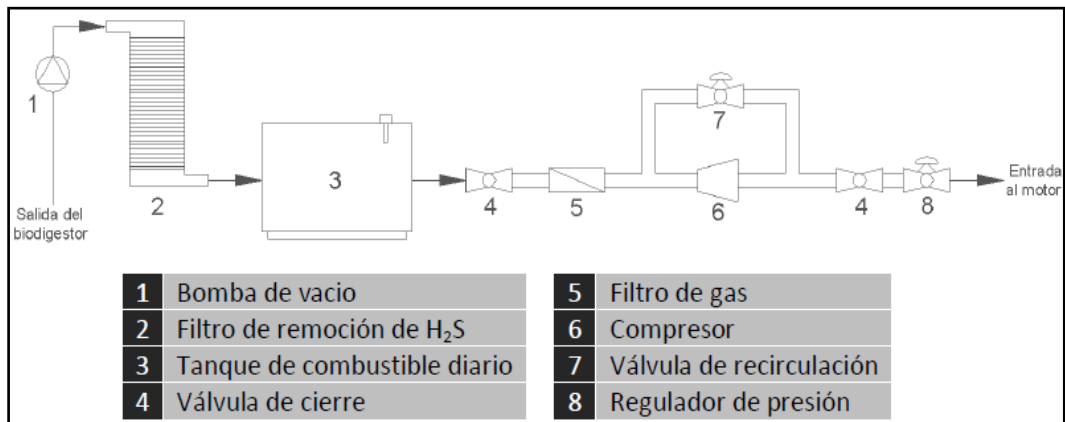 1
2
Salida del
biodigestor
3
4
5
6
7
4
8
Entrada
al motor
1 Bomba de vacio
2 Filtro de remoción de H₂S
3 Tanque de combustible diario
4 Válvula de cierre
5 Filtro de gas
6 Compresor
7 Válvula de recirculación
8 Regulador de presión